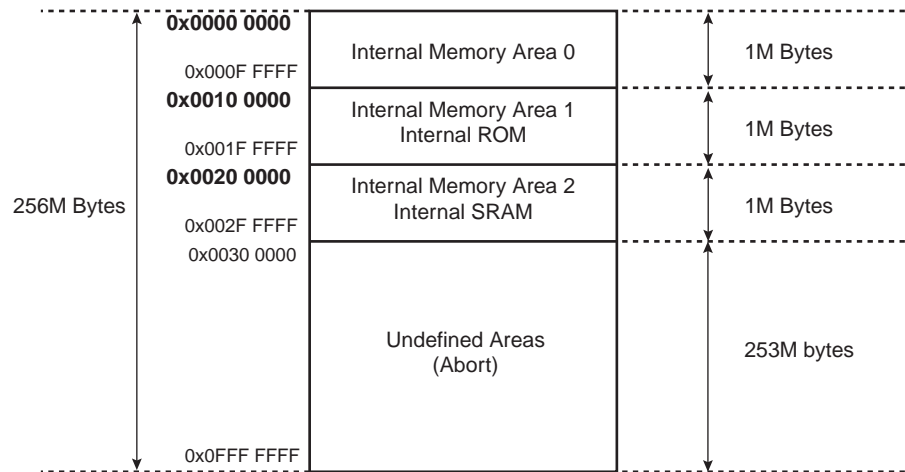 0x0000 0000
Internal Memory Area 0
1M Bytes
0x000F FFFF
0x0010 0000
Internal Memory Area 1
Internal ROM
1M Bytes
0x001F FFFF
0x0020 0000
Internal Memory Area 2
Internal SRAM
256M Bytes
1M Bytes
0x002F FFFF
0x0030 0000
Undefined Areas
(Abort)
253M bytes
0x0FFF FFFF